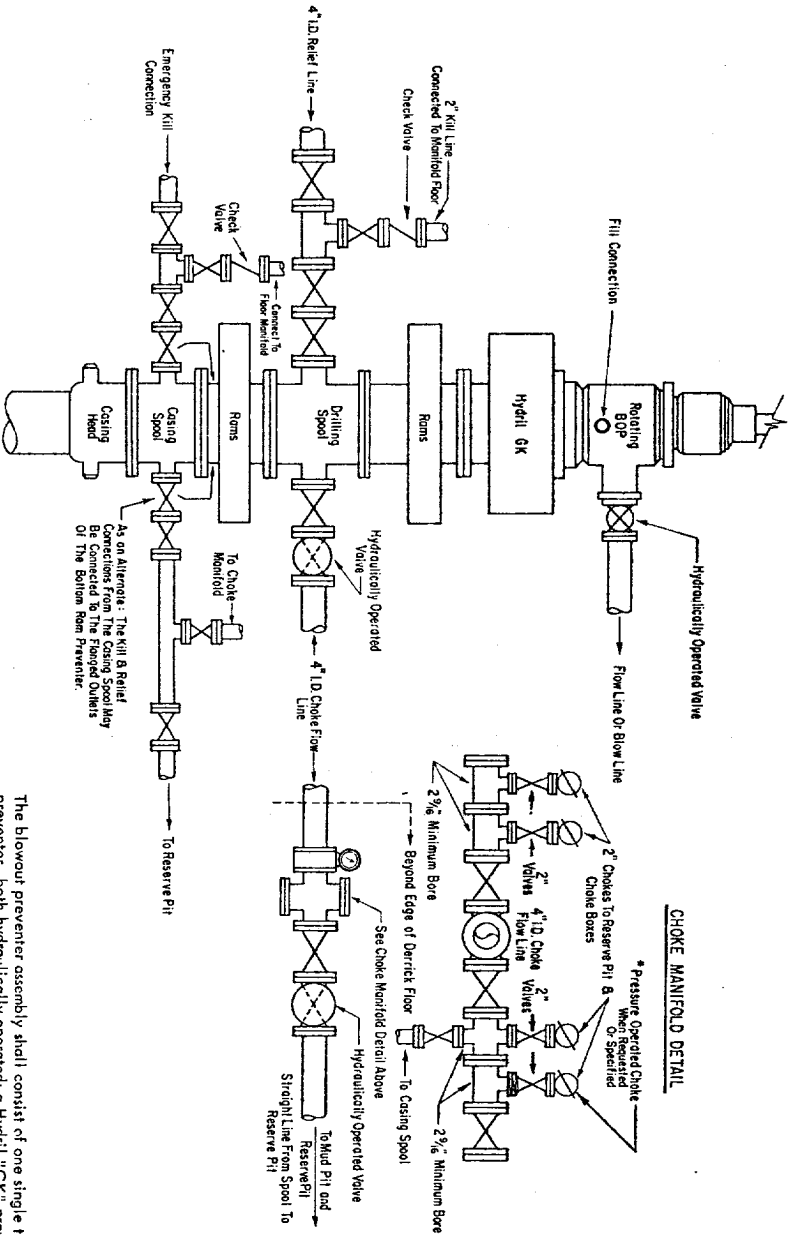 CHOKE MANIFOLD DETAIL
* Pressure Operated Choke
When Requested
Or Specified
2" Chokes To Reserve Pit &
Choke Boxes
2"
Valves
4" I.D. Choke
Flow Line
2"
Valves
2 9/16" Minimum Bore
2 9/16" Minimum Bore
To Casing Spool
Beyond Edge of Derrick Floor
See Choke Manifold Detail Above
Hydraulically Operated Valve
To Mud Pit and
Reserve Pit
Straight Line From Spool To
Reserve Pit
4" I.D. Choke Flow
Line
Fill Connection
Rotating
BOP
Hydraulically Operated Valve
Flow Line Or Blow Line
Hydril GK
Rams
2" Kill Line
Connected To Manifold Floor
Check Valve
4" I.D. Relief Line
Drilling
Spool
Hydraulically Operated
Valve
Rams
Connect To
Floor Manifold
Check
Valve
Emergency Kill
Connection
Casing
Spool
Casing
Head
To Choke
Manifold
To Reserve Pit
As an Alternate: The Kill & Relief
Connections From The Casing Spool May
Be Connected To The Flanged Outlets
Of The Bottom Ram Preventer.
The blowout preventer assembly shall consist of one single t
preventer, both hydraulically operated; a Hydril "GK" prev